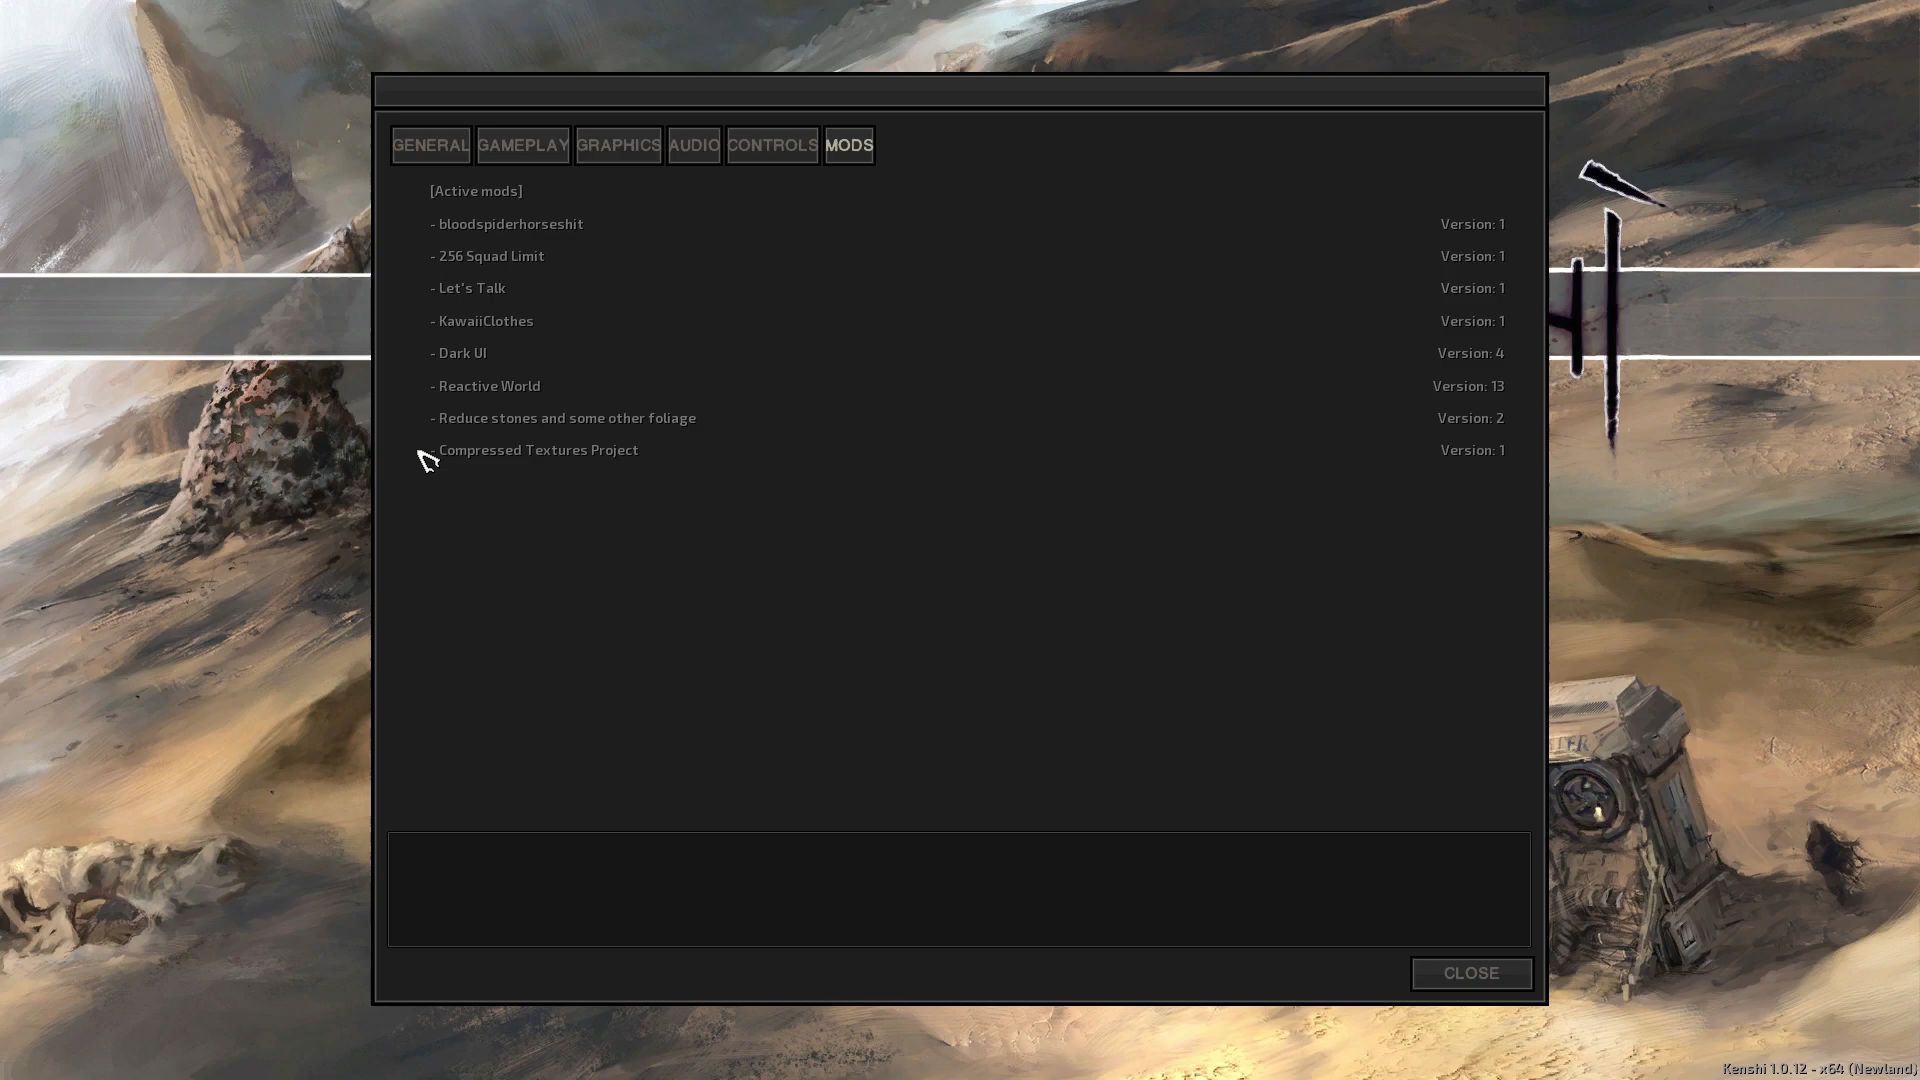 GENERAL GAMEPLAY GRAPHICS AUDIO CONTROLS MODS
[Active mods]
- bloodspiderhorseshit Version: 1
- 256 Squad Limit Version: 1
- Let's Talk Version: 1
- KawaiiClothes Version: 1
- Dark UI Version: 4
- Reactive World Version: 13
- Reduce stones and some other foliage Version: 2
- Compressed Textures Project Version: 1
CLOSE
Kenshi 1.0.12 - x64 (Newland)